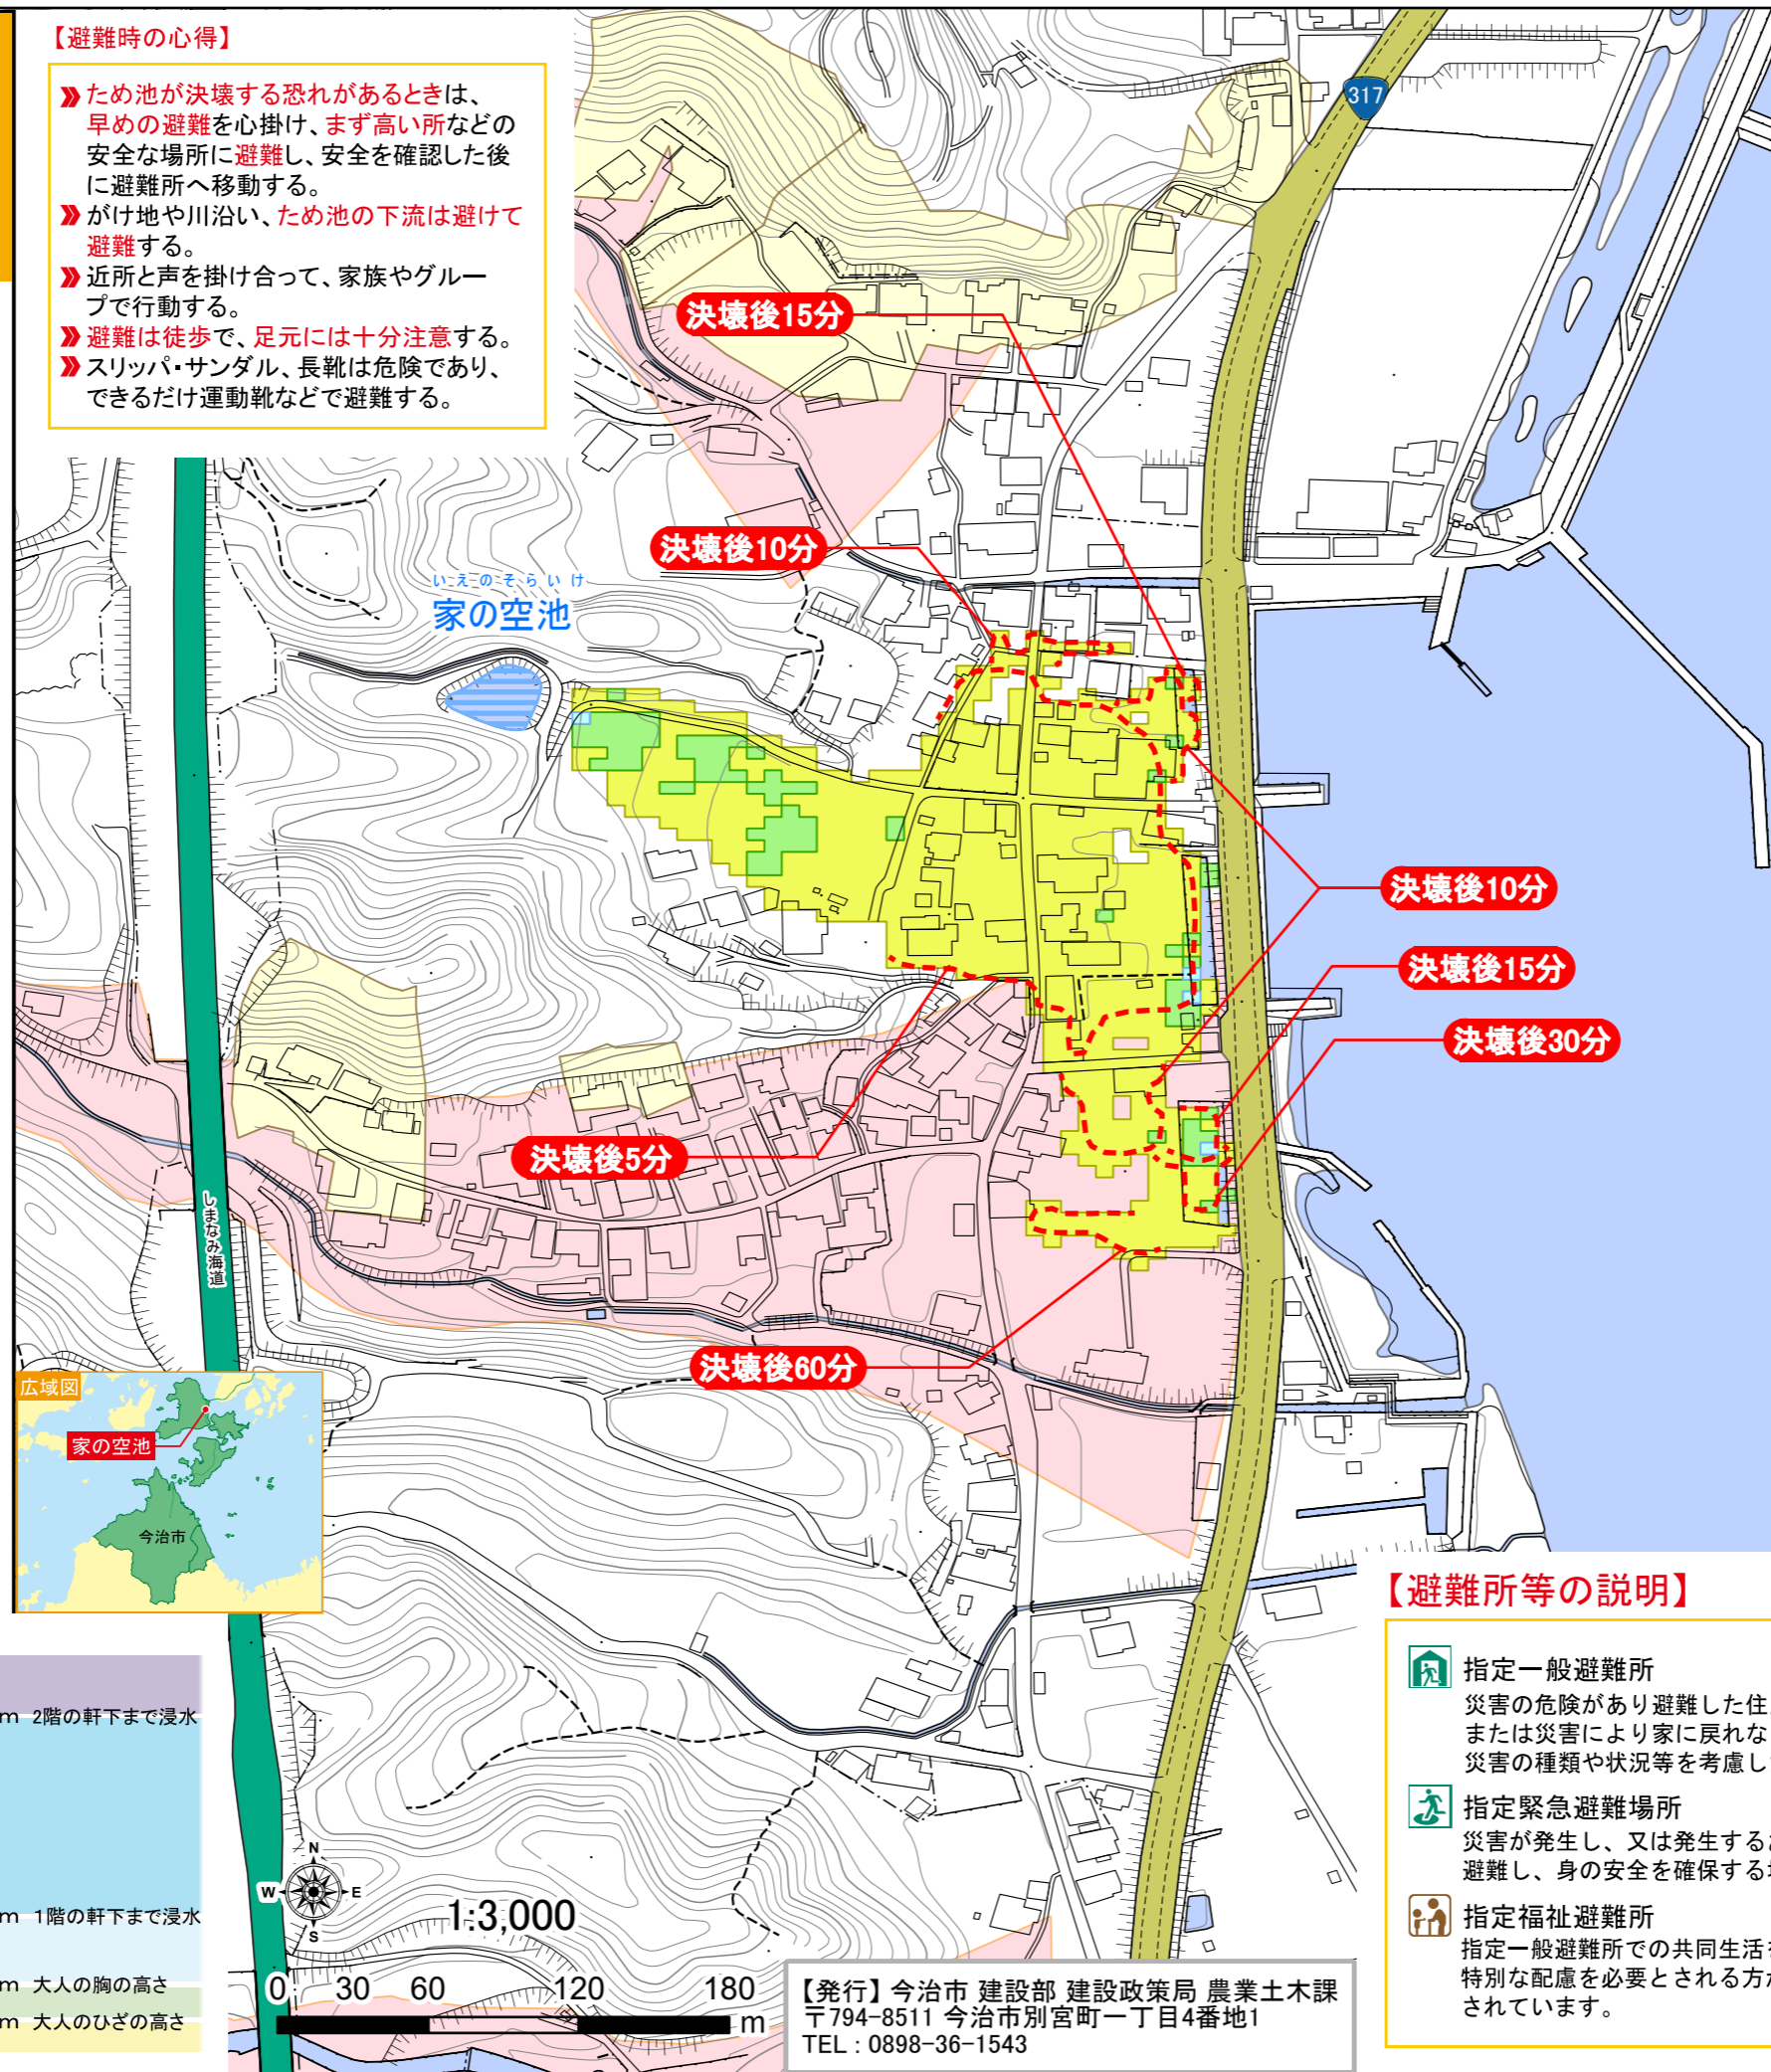 【避難時の心得】
ため池が決壊する恐れがあるときは、
早めの避難を心掛け、まず高い所などの
安全な場所に避難し、安全を確認した後
に避難所へ移動する。
がけ地や川沿い、ため池の下流は避けて
避難する。
近所と声を掛け合って、家族やグルー
プで行動する。
避難は徒歩で、足元には十分注意する。
スリッパ・サンダル、長靴は危険であり、
できるだけ運動靴などで避難する。
317
決壊後15分
決壊後10分
いえのそらいけ
家の空池
決壊後10分
決壊後15分
決壊後30分
決壊後5分
しまなみ海道
決壊後60分
広域図
家の空池
今治市
m 2階の軒下まで浸水
m 1階の軒下まで浸水
m 大人の胸の高さ
m 大人のひざの高さ
N
W E
S
1:3,000
0 30 60 120 180
m
【発行】今治市 建設部 建設政策局 農業土木課
〒794-8511 今治市別宮町一丁目4番地1
TEL : 0898-36-1543
【避難所等の説明】
指定一般避難所
災害の危険があり避難した住
または災害により家に戻れな
災害の種類や状況等を考慮し
指定緊急避難場所
災害が発生し、又は発生する
避難し、身の安全を確保する
指定福祉避難所
指定一般避難所での共同生活
特別な配慮を必要とされる方
されています。